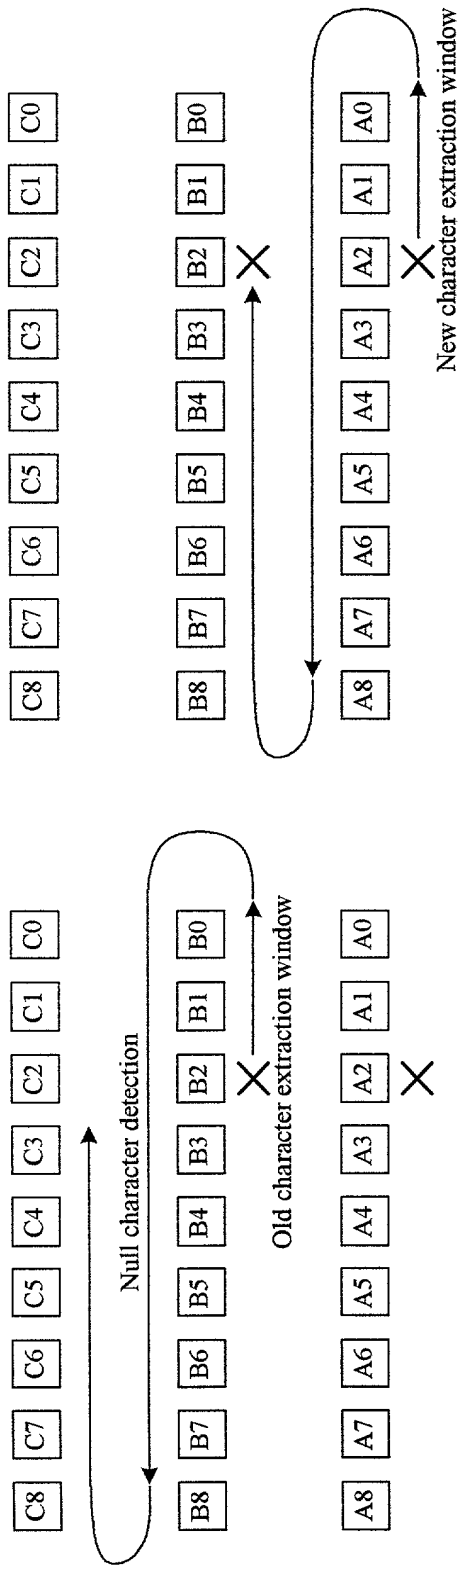 C8 C7 C6 C5 C4 C3 C2 C1 C0
Null character detection
B8 B7 B6 B5 B4 B3 B2 B1 B0
Old character extraction window
A8 A7 A6 A5 A4 A3 A2 A1 A0
C8 C7 C6 C5 C4 C3 C2 C1 C0
B8 B7 B6 B5 B4 B3 B2 B1 B0
A8 A7 A6 A5 A4 A3 A2 A1 A0
New character extraction window